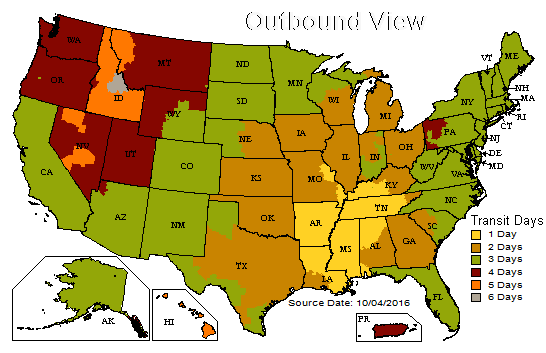 Outbound View
WA
MT
ND
MN
ME
VT
OR
ID
SD
WI
MI
NY
NH
MA
RI
CT
WY
NE
IA
IL
IN
OH
PA
NJ
DE
MD
NV
UT
CO
KS
MO
KY
WV
VA
CA
AZ
NM
OK
AR
TN
NC
SC
TX
LA
MS
AL
GA
FL
AK
HI
PR
Transit Days
1 Day
2 Days
3 Days
4 Days
5 Days
6 Days
Source Date: 10/04/2016